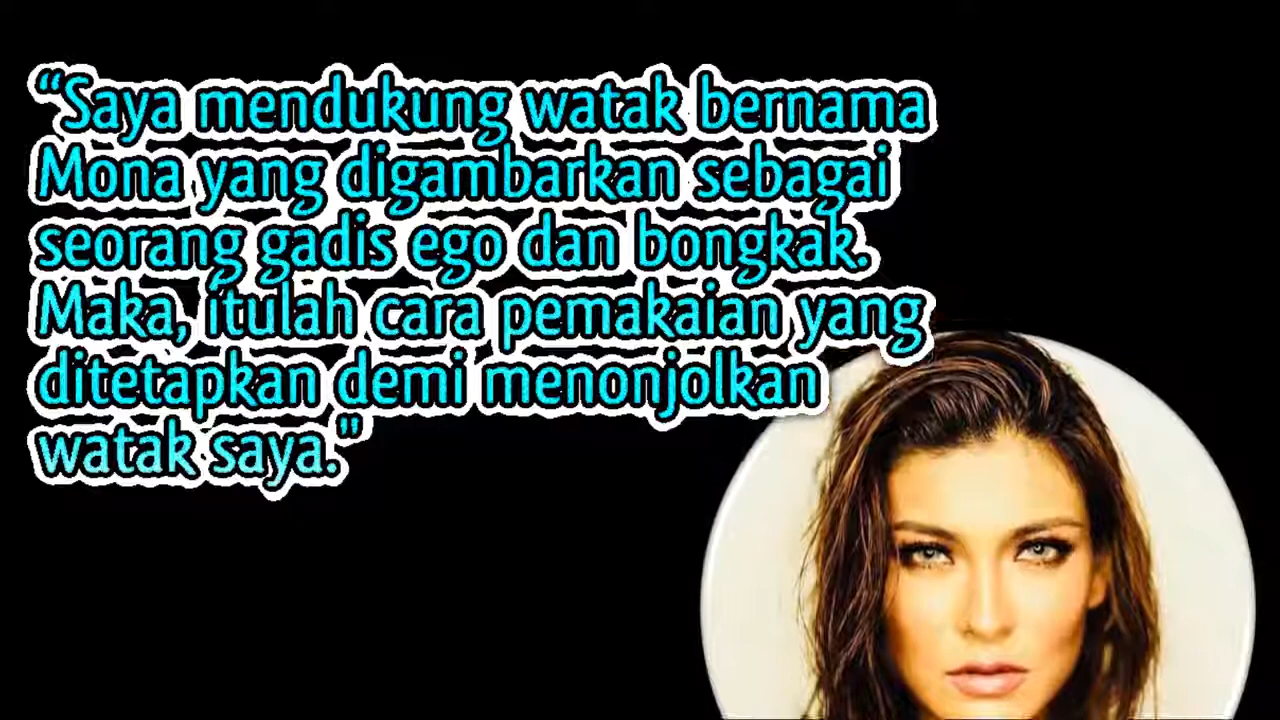 “Saya mendukung watak bernama
Mona yang digambarkan sebagai
seorang gadis ego dan bongkak.
Maka, itulah cara pemakaian yang
ditetapkan demi menonjolkan
watak saya."